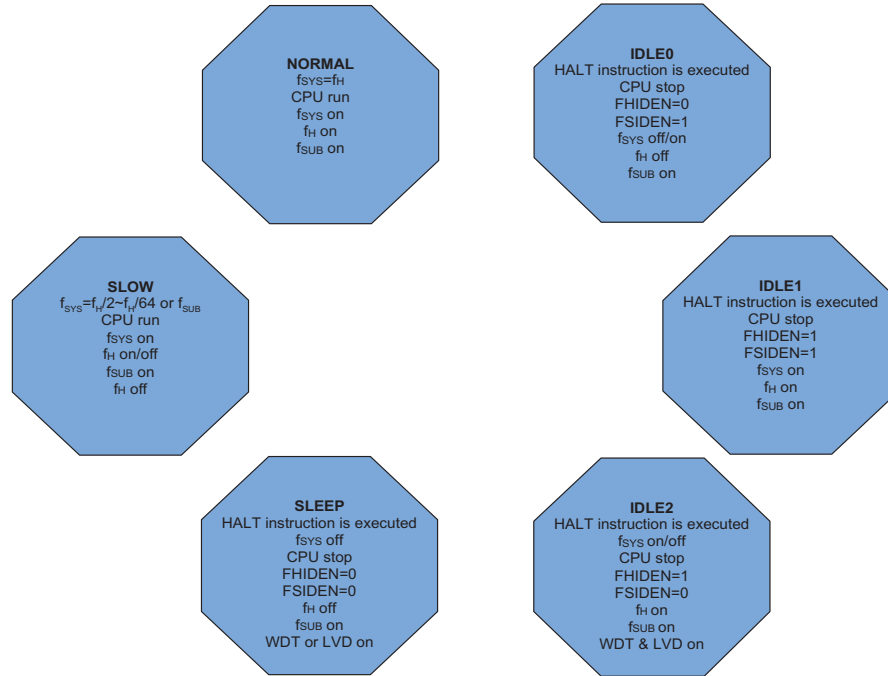 NORMAL
fSYS=fH
CPU run
fSYS on
fH on
fSUB on
IDLE0
HALT instruction is executed
CPU stop
FHIDEN=0
FSIDEN=1
fSYS off/on
fH off
fSUB on
SLOW
fSYS=fH/2~fH/64 or fSUB
CPU run
fSYS on
fH on/off
fSUB on
fH off
IDLE1
HALT instruction is executed
CPU stop
FHIDEN=1
FSIDEN=1
fSYS on
fH on
fSUB on
SLEEP
HALT instruction is executed
fSYS off
CPU stop
FHIDEN=0
FSIDEN=0
fH off
fSUB on
WDT or LVD on
IDLE2
HALT instruction is executed
fSYS on/off
CPU stop
FHIDEN=1
FSIDEN=0
fH on
fSUB on
WDT & LVD on